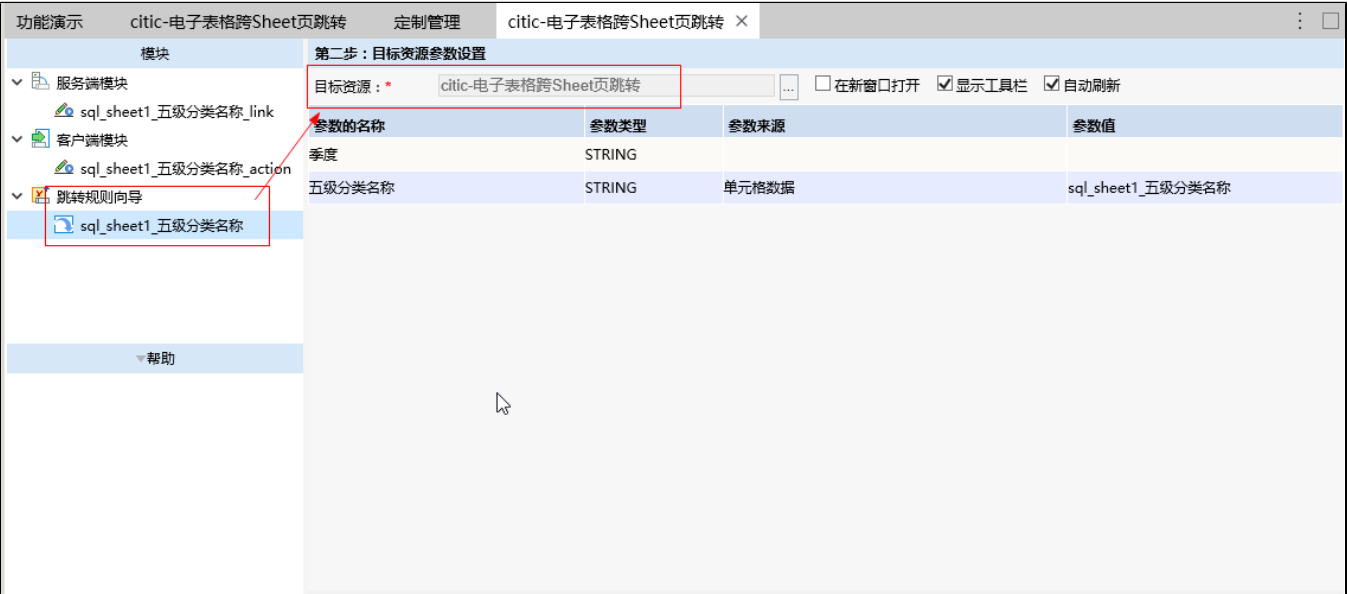 功能演示 citic-电子表格跨Sheet页跳转 定制管理 citic-电子表格跨Sheet页跳转
模块
服务端模块
sql_sheet1_五级分类名称_link
客户端模块
sql_sheet1_五级分类名称_action
跳转规则向导
sql_sheet1_五级分类名称
帮助
第二步：目标资源参数设置
目标资源：* citic-电子表格跨Sheet页跳转 ... 在新窗口打开 显示工具栏 自动刷新
参数的名称 参数类型 参数来源 参数值
季度 STRING
五级分类名称 STRING 单元格数据 sql_sheet1_五级分类名称